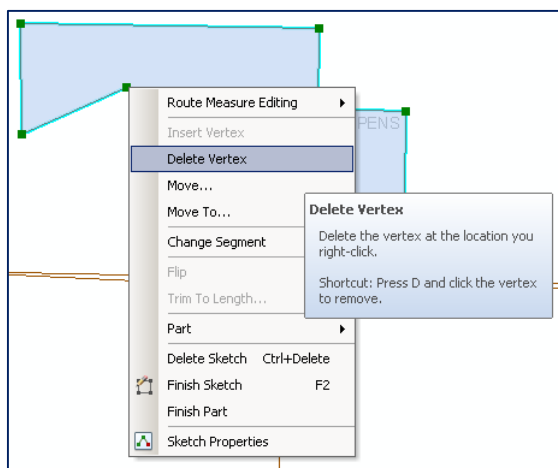 Route Measure Editing
PENS
Insert Vertex
Delete Vertex
Move...
Move To...
Change Segment
Flip
Trim To Length...
Part
Delete Sketch Ctrl+Delete
Finish Sketch F2
Finish Part
Sketch Properties
Delete Vertex
Delete the vertex at the location you
right-click.
Shortcut: Press D and click the vertex
to remove.